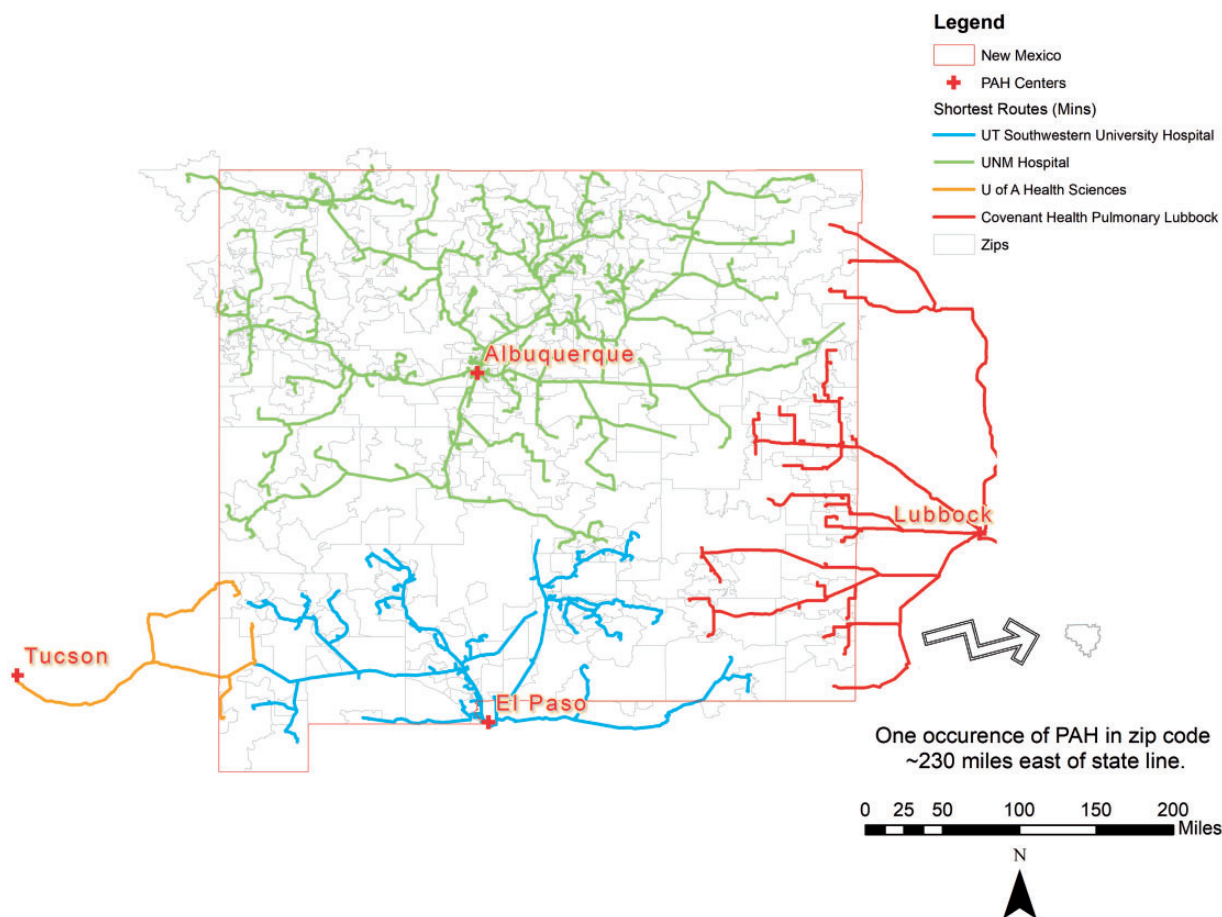 Legend
New Mexico
PAH Centers
Shortest Routes (Mins)
UT Southwestern University Hospital
UNM Hospital
U of A Health Sciences
Covenant Health Pulmonary Lubbock
Zips
Albuquerque
Lubbock
Tucson
El Paso
One occurence of PAH in zip code
~230 miles east of state line.
0 25 50 100 150 200
Miles
N